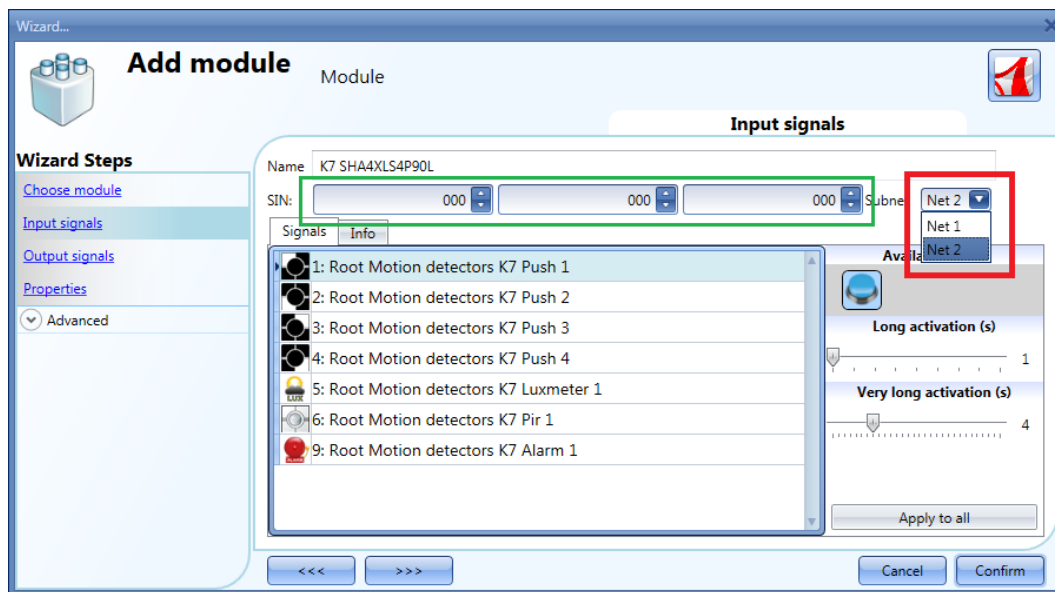 Wizard...
Add module
Module
Input signals
Wizard Steps
Choose module
Input signals
Output signals
Properties
Advanced
Name K7 SHA4XLS4P90L
SIN: 000 000 000 Subne Net 2
Net 1
Net 2
Signals Info
1: Root Motion detectors K7 Push 1
2: Root Motion detectors K7 Push 2
3: Root Motion detectors K7 Push 3
4: Root Motion detectors K7 Push 4
LUX 5: Root Motion detectors K7 Luxmeter 1
6: Root Motion detectors K7 Pir 1
ALARM 9: Root Motion detectors K7 Alarm 1
Availa
Long activation (s)
1
Very long activation (s)
4
Apply to all
<<< >>>
Cancel Confirm